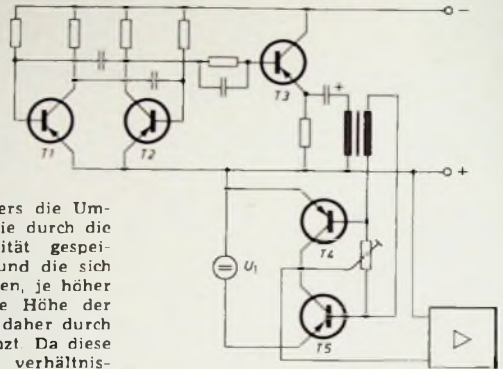 −
T3
+
T1
T2
+
ers die Um-
ie durch die
ität gespei-
und die sich
en, je höher
e Höhe der
daher durch
nzt. Da diese
verhältnis-
U1
T4
T5